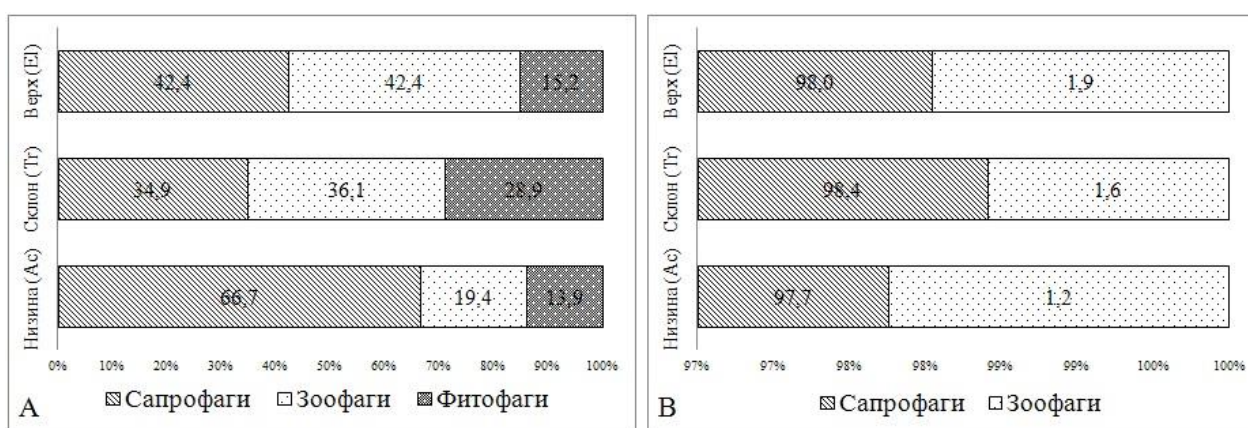 Верх (El)
42,4 42,4 15,2
Склон (Tr)
34,9 36,1 28,9
Низина (Ac)
66,7 19,4 13,9
0% 10% 20% 30% 40% 50% 60% 70% 80% 90% 100%
А Сапрофаги Зоофаги Фитофаги
Верх (El)
98,0 1,9
Склон (Tr)
98,4 1,6
Низина (Ac)
97,7 1,2
97% 97% 98% 98% 99% 99% 100% 100%
В Сапрофаги Зоофаги